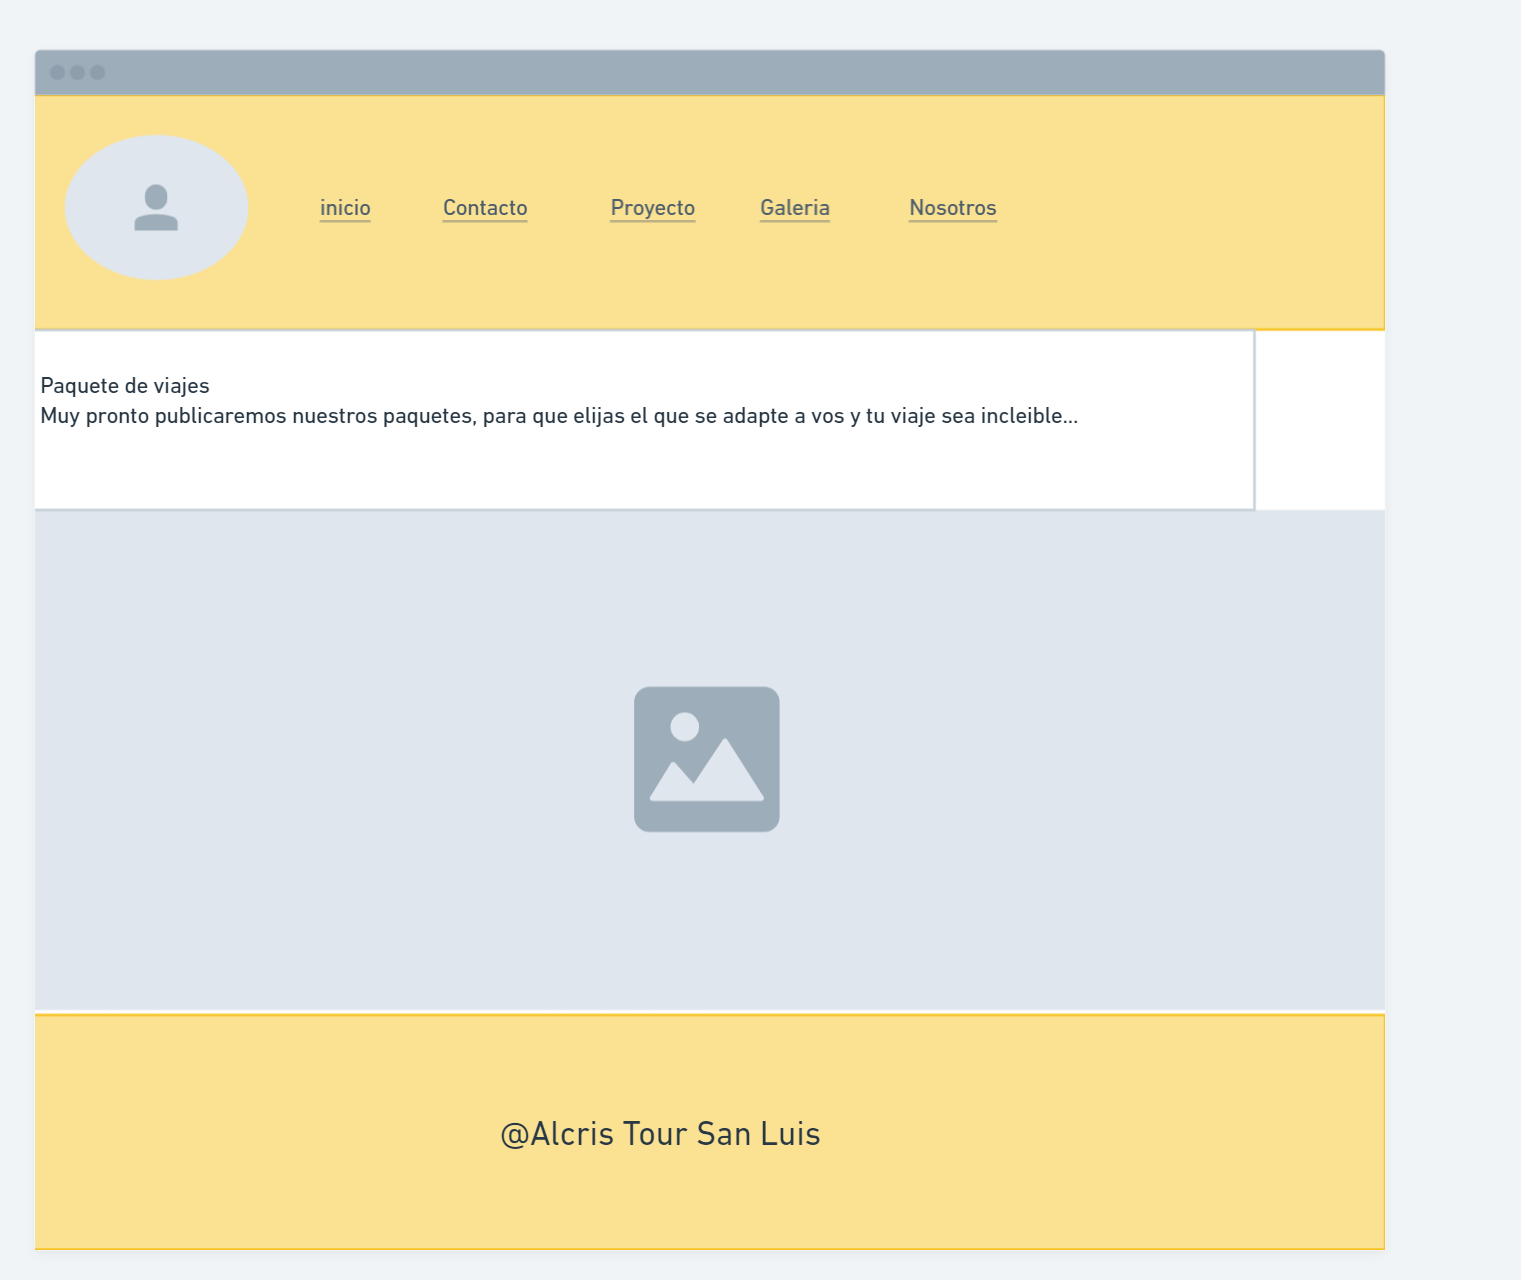 inicio Contacto Proyecto Galeria Nosotros
Paquete de viajes
Muy pronto publicaremos nuestros paquetes, para que elijas el que se adapte a vos y tu viaje sea incleible...
@Alcris Tour San Luis